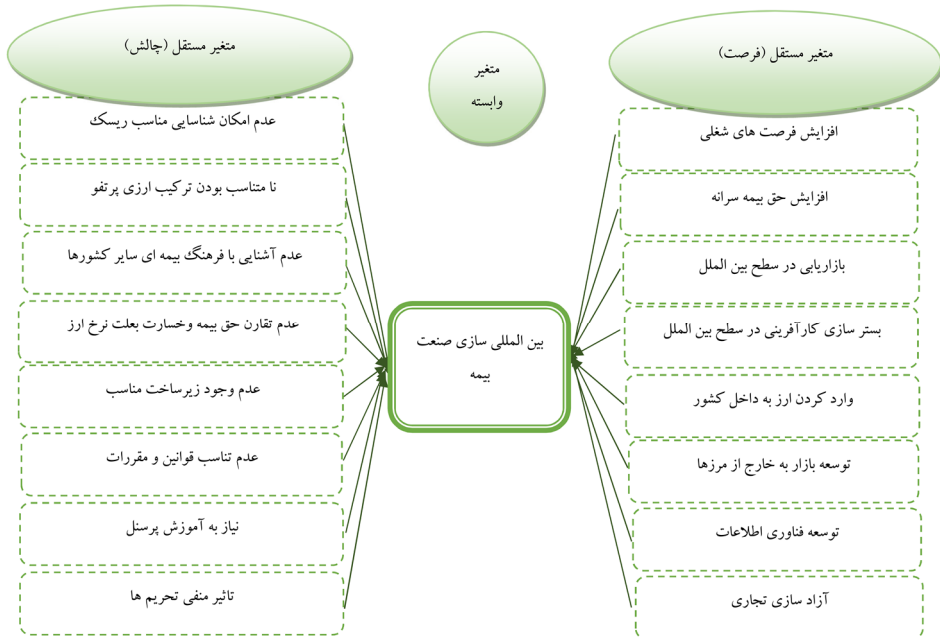 متغیر مستقل (فرصت)
افزایش فرصت های شغلی
افزایش حق بیمه سرانه
بازاریابی در سطح بین الملل
بستر سازی کارآفرینی در سطح بین الملل
وارد کردن ارز به داخل کشور
توسعه بازار به خارج از مرزها
توسعه فناوری اطلاعات
آزاد سازی تجاری
متغیر
وابسته
بین المللی سازی صنعت
بیمه
متغیر مستقل (چالش)
عدم امکان شناسایی مناسب ریسک
نا متناسب بودن ترکیب ارزی پرتفو
عدم آشنایی با فرهنگ بیمه ای سایر کشورها
عدم تقارن حق بیمه وخسارت بعلت نرخ ارز
عدم وجود زیرساخت مناسب
عدم تناسب قوانین و مقررات
نیاز به آموزش پرسنل
تاثیر منفی تحریم ها